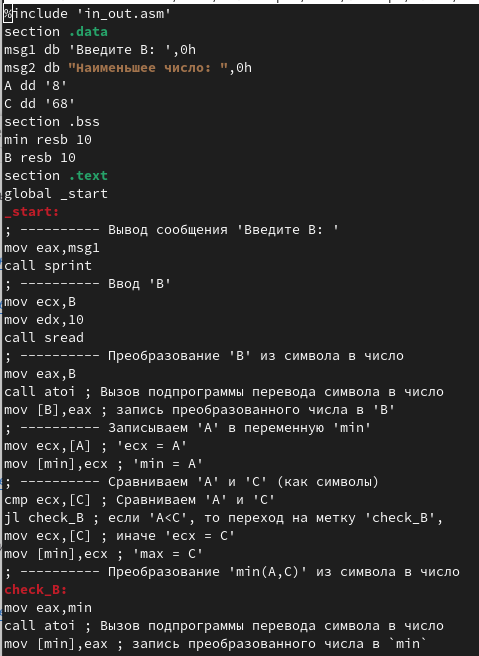 %include 'in_out.asm'
section .data
msg1 db 'Введите В: ',0h
msg2 db "Наименьшее число: ",0h
A dd '8'
C dd '68'
section .bss
min resb 10
B resb 10
section .text
global _start
_start:
; ---------- Вывод сообщения 'Введите В: '
mov eax,msg1
call sprint
; ---------- Ввод 'В'
mov ecx,B
mov edx,10
call sread
; ---------- Преобразование 'В' из символа в число
mov eax,B
call atoi ; Вызов подпрограммы перевода символа в число
mov [B],eax ; запись преобразованного числа в 'В'
; ---------- Записываем 'А' в переменную 'min'
mov ecx,[A] ; 'ecx = A'
mov [min],ecx ; 'min = A'
; ---------- Сравниваем 'А' и 'С' (как символы)
cmp ecx,[C] ; Сравниваем 'А' и 'С'
jl check_B ; если 'А<С', то переход на метку 'check_B',
mov ecx,[C] ; иначе 'ecx = C'
mov [min],ecx ; 'max = C'
; ---------- Преобразование 'min(A,C)' из символа в число
check_B:
mov eax,min
call atoi ; Вызов подпрограммы перевода символа в число
mov [min],eax ; запись преобразованного числа в `min`